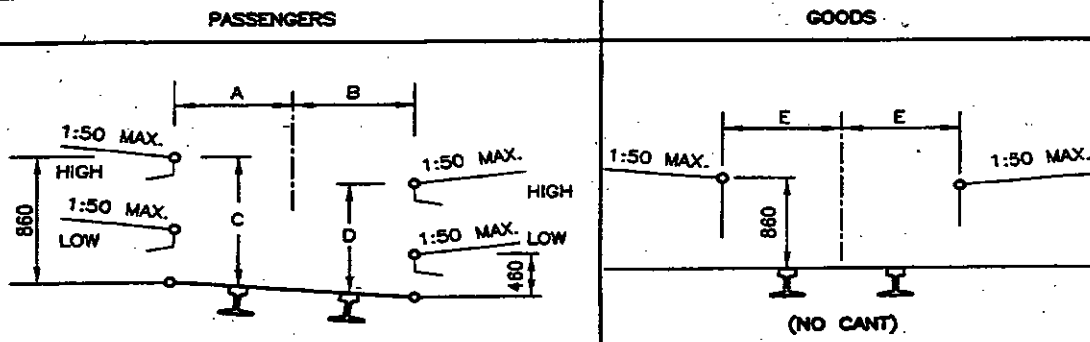 PASSENGERS
GOODS
A
B
E
E
1:50 MAX.
HIGH
1:50 MAX.
LOW
860
C
D
1:50 MAX.
HIGH
1:50 MAX.
LOW
460
1:50 MAX.
1:50 MAX.
860
(NO CANT)